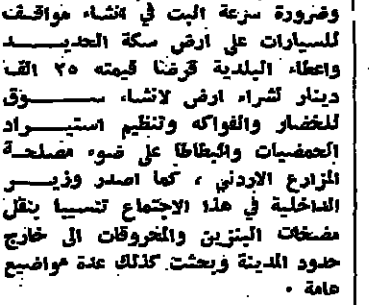 وضرورة سرعة البت في انشاء مواقف
للسيارات على ارض سكة الحديد
واعطاء البلدية قرضا قيمته ٢٥ الف
دينار لشراء ارض لانشاء سوق
للخضار والفواكه وتنظيم استيراد
الحمضيات والبطاطا على ضوء مصلحة
المزارع الاردني ، كما اصدر وزير
الداخلية في هذا الاجتماع تنسيبا بنقل
مضخات البنزين والمحروقات الى خارج
حدود المدينة وبحثت كذلك عدة مواضيع
عامة ٠